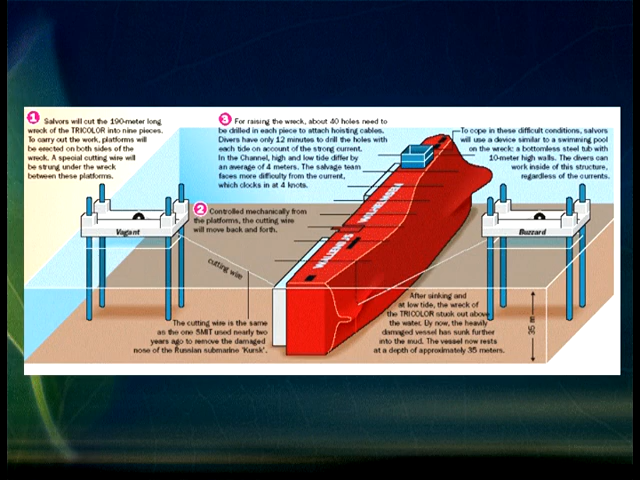 1 Salvors will cut the 190-meter long
wreck of the TRICOLOR into nine pieces.
To carry out the work, platforms will
be erected on both sides of the
wreck. A special cutting wire will
be strung under the wreck
between these platforms.
3 For raising the wreck, about 40 holes need to
be drilled in each piece to attach hoisting cables.
Divers have only 12 minutes to drill the holes with
each tide on account of the strong current.
In the Channel, high and low tide differ by
an average of 4 meters. The salvage team
faces more difficulty from the current,
which clocks in at 4 knots.
To cope in these difficult conditions, salvors
will use a device similar to a swimming pool
on the wreck: a bottomless steel tub with
10-meter high walls. The divers can
work inside of this structure,
regardless of the currents.
2 Controlled mechanically from
the platforms, the cutting wire
will move back and forth.
Vagant
Buzzard
cutting wire
The cutting wire is the same
as the one SMIT used nearly two
years ago to remove the damaged
nose of the Russian submarine 'Kursk'.
After sinking and
at low tide, the wreck of
the TRICOLOR stuck out above
the water. By now, the heavily
damaged vessel has sunk further
into the mud. The vessel now rests
at a depth of approximately 35 meters.
35 m